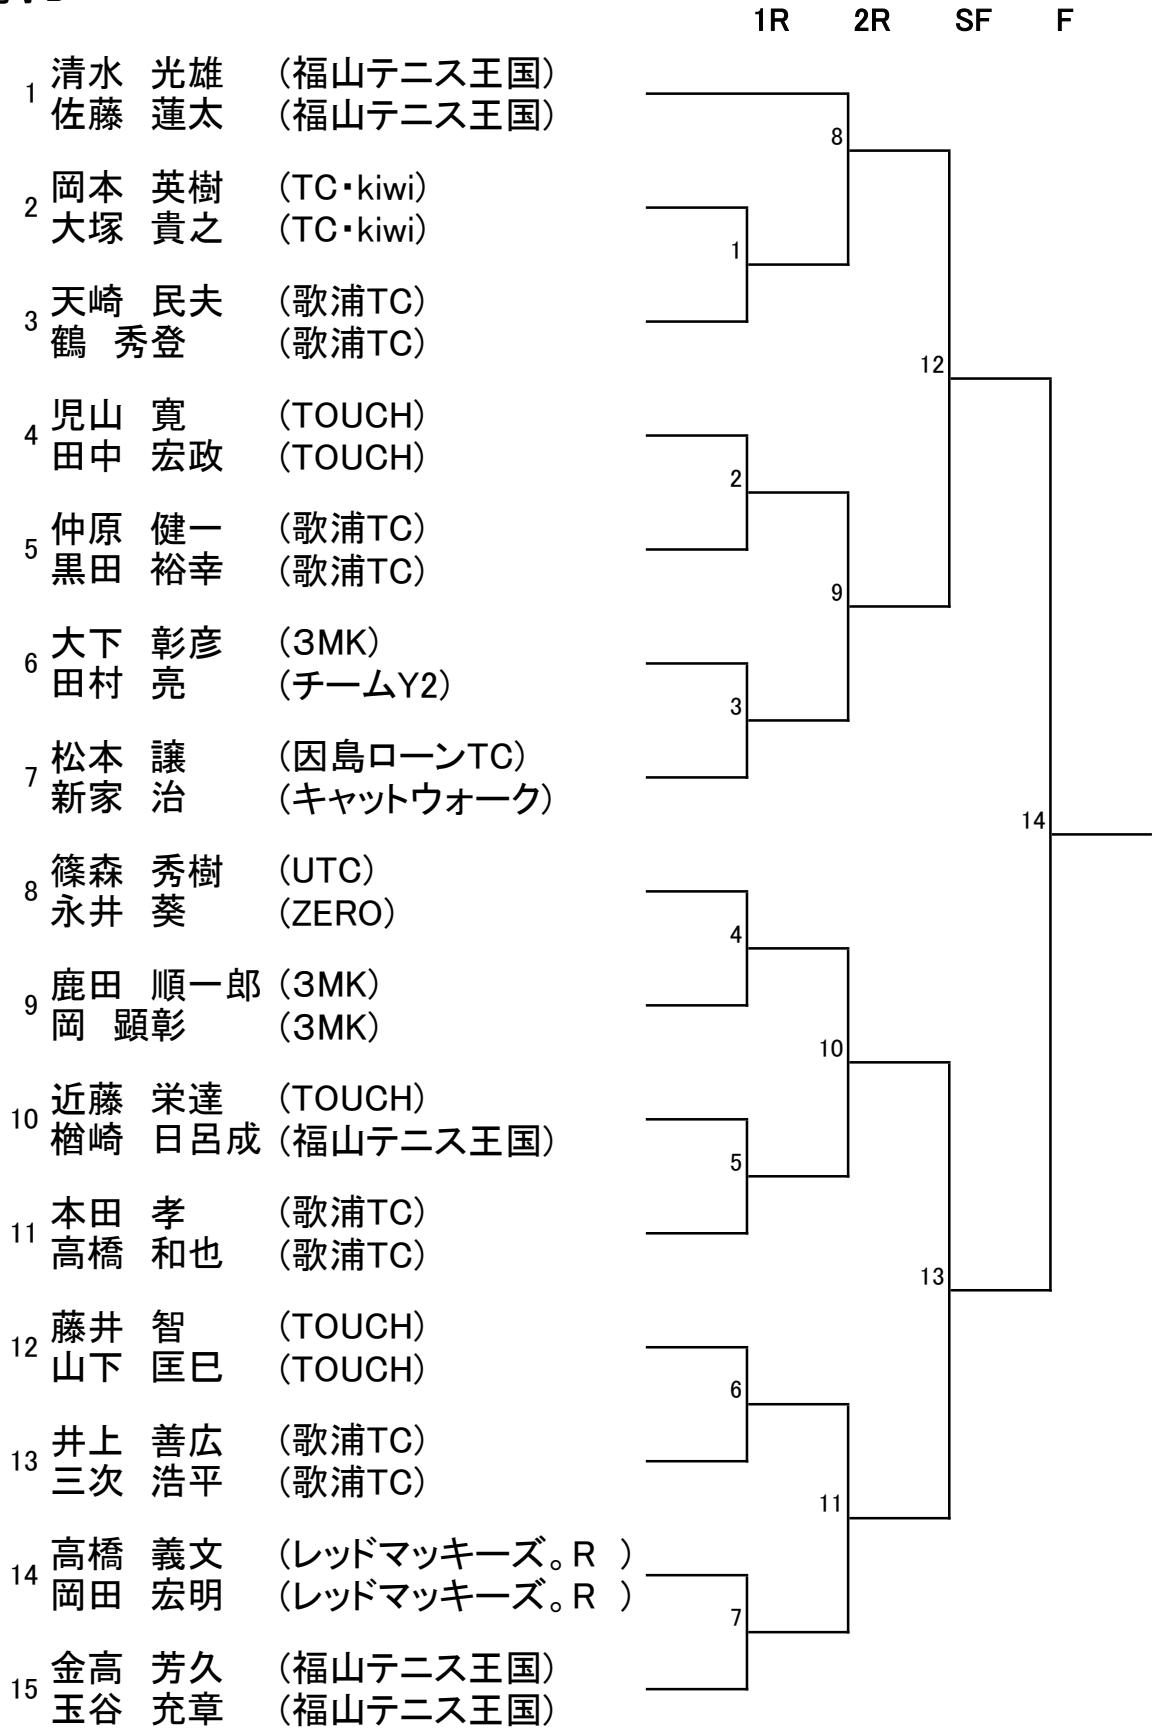 1R 2R SF F
1 清水 光雄 (福山テニス王国)
佐藤 蓮太 (福山テニス王国)
8
2 岡本 英樹 (TC・kiwi)
大塚 貴之 (TC・kiwi)
1
3 天崎 民夫 (歌浦TC)
鶴 秀登 (歌浦TC)
12
4 児山 寛 (TOUCH)
田中 宏政 (TOUCH)
2
5 仲原 健一 (歌浦TC)
黒田 裕幸 (歌浦TC)
9
6 大下 彰彦 (３MK)
田村 亮 (チームY2)
3
7 松本 譲 (因島ローンTC)
新家 治 (キャットウォーク)
14
8 篠森 秀樹 (UTC)
永井 葵 (ZERO)
4
9 鹿田 順一郎 (３MK)
岡 顕彰 (３MK)
10
10 近藤 栄達 (TOUCH)
楢崎 日呂成 (福山テニス王国)
5
11 本田 孝 (歌浦TC)
高橋 和也 (歌浦TC)
13
12 藤井 智 (TOUCH)
山下 匡巳 (TOUCH)
6
13 井上 善広 (歌浦TC)
三次 浩平 (歌浦TC)
11
14 高橋 義文 (レッドマッキーズ。R )
岡田 宏明 (レッドマッキーズ。R )
7
15 金高 芳久 (福山テニス王国)
玉谷 充章 (福山テニス王国)